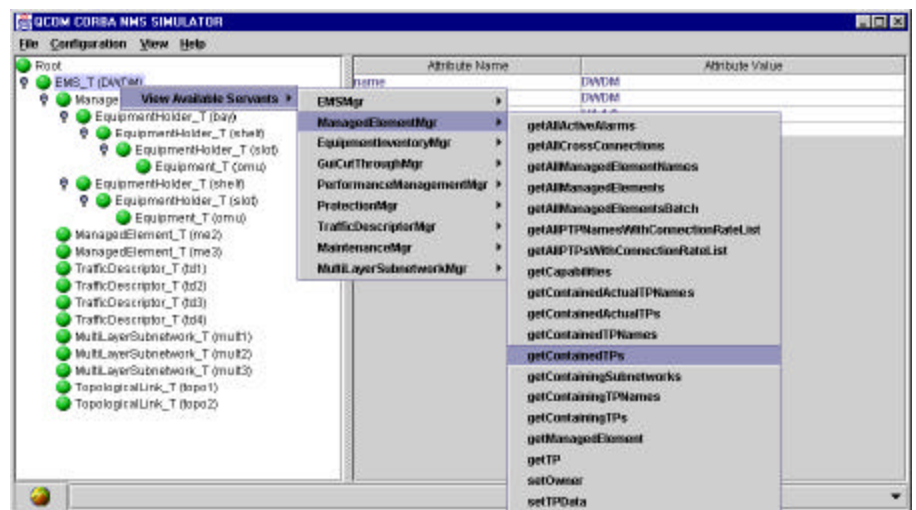 QCOM CORBA NMS SIMULATOR
File Configuration View Help
Root
Attribute Name
Attribute Value
EMS_T (DWDM)
name
DWDM
Manage
View Available Servants
EMSMgr
DWDM
EquipmentHolder_T (bay)
ManagedElementMgr
getAllActiveAlarms
EquipmentHolder_T (shelf)
EquipmentInventoryMgr
getAllCrossConnections
EquipmentHolder_T (slot)
GuiCutThroughMgr
getAllManagedElementNames
Equipment_T (omu)
PerformanceManagementMgr
getAllManagedElements
EquipmentHolder_T (shelf)
ProtectionMgr
getAllManagedElementsBatch
EquipmentHolder_T (slot)
TrafficDescriptorMgr
getAllPTPNamesWithConnectionRateList
Equipment_T (omu)
MaintenanceMgr
getAllPTPsWithConnectionRateList
ManagedElement_T (me2)
MultiLayerSubnetworkMgr
getCapabilities
ManagedElement_T (me3)
getContainedActualTPNames
TrafficDescriptor_T (td1)
getContainedActualTPs
TrafficDescriptor_T (td2)
getContainedTPNames
TrafficDescriptor_T (td3)
getContainedTPs
TrafficDescriptor_T (td4)
getContainingSubnetworks
MultiLayerSubnetwork_T (mult1)
getContainingTPNames
MultiLayerSubnetwork_T (mult2)
getContainingTPs
MultiLayerSubnetwork_T (mult3)
getManagedElement
TopologicalLink_T (topo1)
getTP
TopologicalLink_T (topo2)
setOwner
setTPData